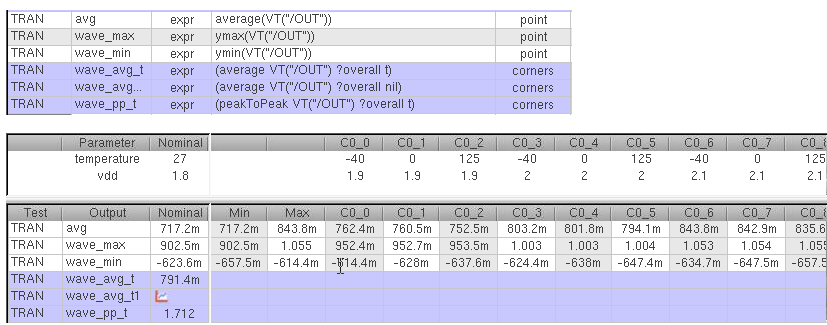 TRAN avg expr average(VT("/OUT")) point
TRAN wave_max expr ymax(VT("/OUT")) point
TRAN wave_min expr ymin(VT("/OUT")) point
TRAN wave_avg_t expr (average VT("/OUT") ?overall t) corners
TRAN wave_avg... expr (average VT("/OUT") ?overall nil) corners
TRAN wave_pp_t expr (peakToPeak VT("/OUT") ?overall t) corners
Parameter Nominal C0_0 C0_1 C0_2 C0_3 C0_4 C0_5 C0_6 C0_7 C0_8
temperature 27 -40 0 125 -40 0 125 -40 0 125
vdd 1.8 1.9 1.9 1.9 2 2 2 2.1 2.1 2.1
Test Output Nominal Min Max C0_0 C0_1 C0_2 C0_3 C0_4 C0_5 C0_6 C0_7 C0_8
TRAN avg 717.2m 717.2m 843.8m 762.4m 760.5m 752.5m 803.2m 801.8m 794.1m 843.8m 842.9m 835.6
TRAN wave_max 902.5m 902.5m 1.055 952.4m 952.7m 953.5m 1.003 1.003 1.004 1.053 1.054 1.055
TRAN wave_min -623.6m -657.5m -614.4m -614.4m -628m -637.6m -624.4m -638m -647.4m -634.7m -647.5m -657.5
TRAN wave_avg_t 791.4m
TRAN wave_avg_t1
TRAN wave_pp_t 1.712